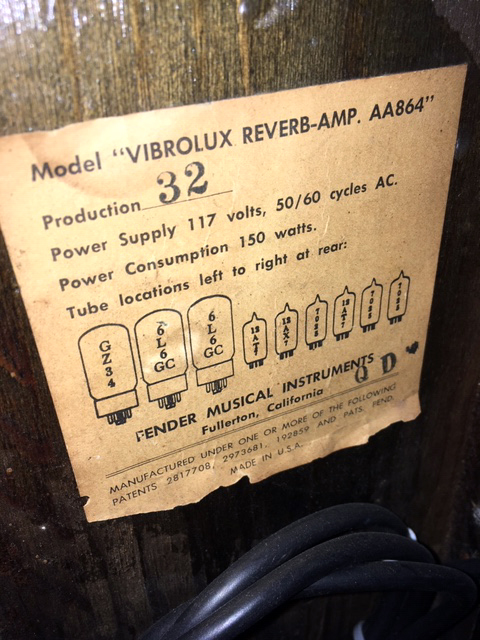 Model "VIBROLUX REVERB-AMP. AA864"
Production 32
Power Supply 117 volts, 50/60 cycles AC.
Power Consumption 150 watts.
Tube locations left to right at rear:
GZ34 6L6GC 6L6GC 12AT7 12AX7 7025 12AT7 7025 7025
FENDER MUSICAL INSTRUMENTS
Fullerton, California
O D
MANUFACTURED UNDER ONE OR MORE OF THE FOLLOWING
PATENTS 2817708, 2973681, 192859 AND PATS. PEND.
MADE IN U.S.A.